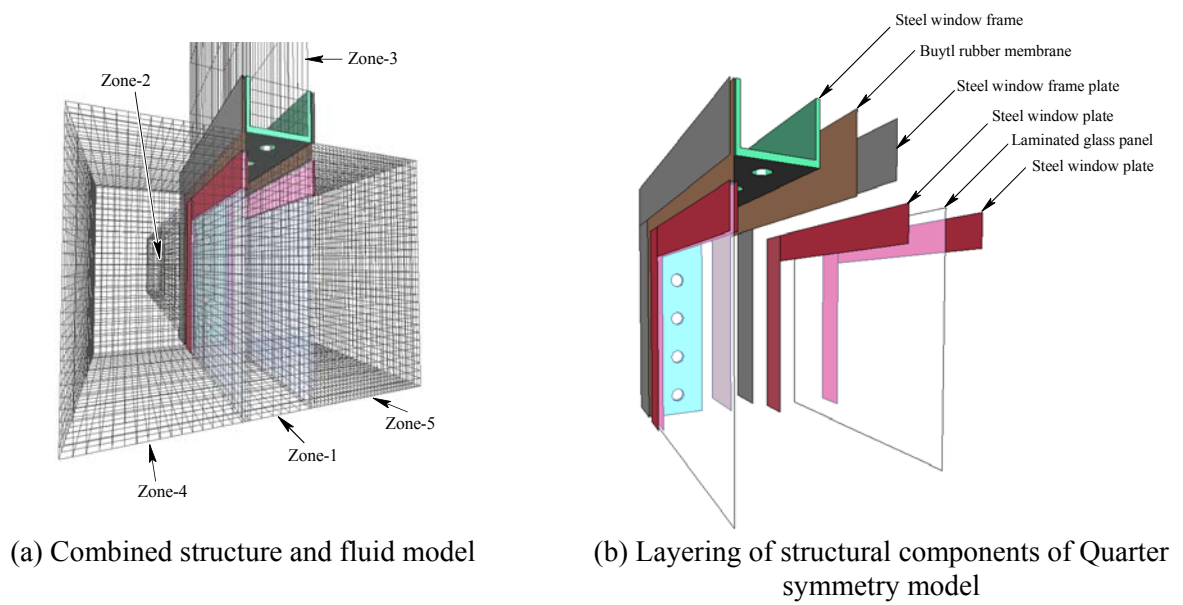 Zone-3
Zone-2
Zone-5
Zone-1
Zone-4
(a) Combined structure and fluid model
Steel window frame
Buytl rubber membrane
Steel window frame plate
Steel window plate
Laminated glass panel
Steel window plate
(b) Layering of structural components of Quarter
symmetry model